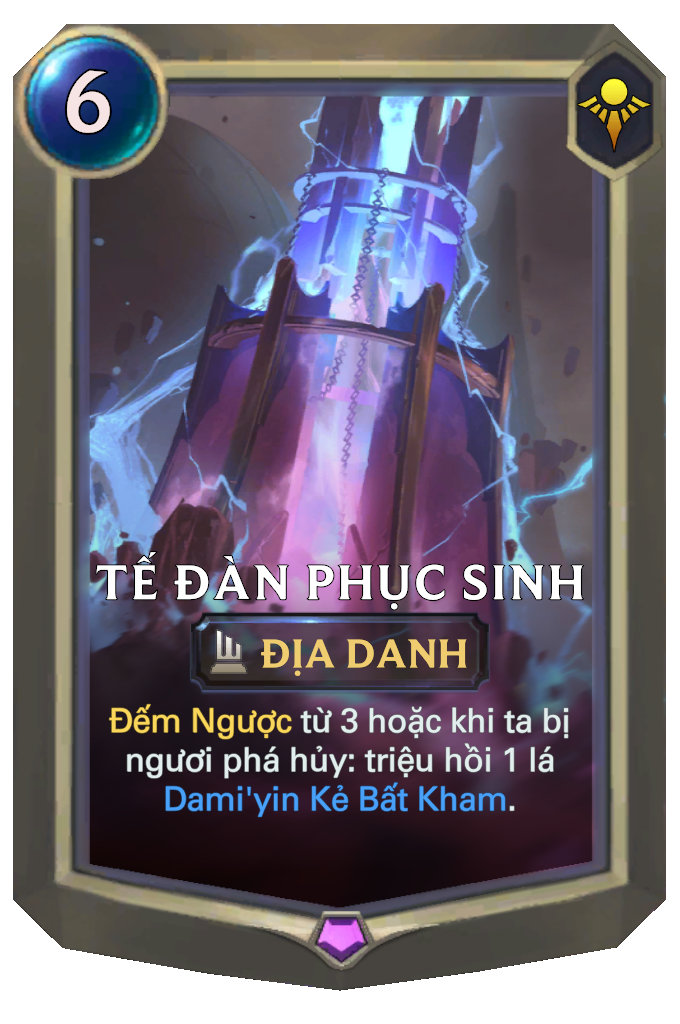 6
TẾ ĐÀN PHỤC SINH
ĐỊA DANH
Đếm Ngược từ 3 hoặc khi ta bị
ngươi phá hủy: triệu hồi 1 lá
Dami'yin Kẻ Bất Kham.